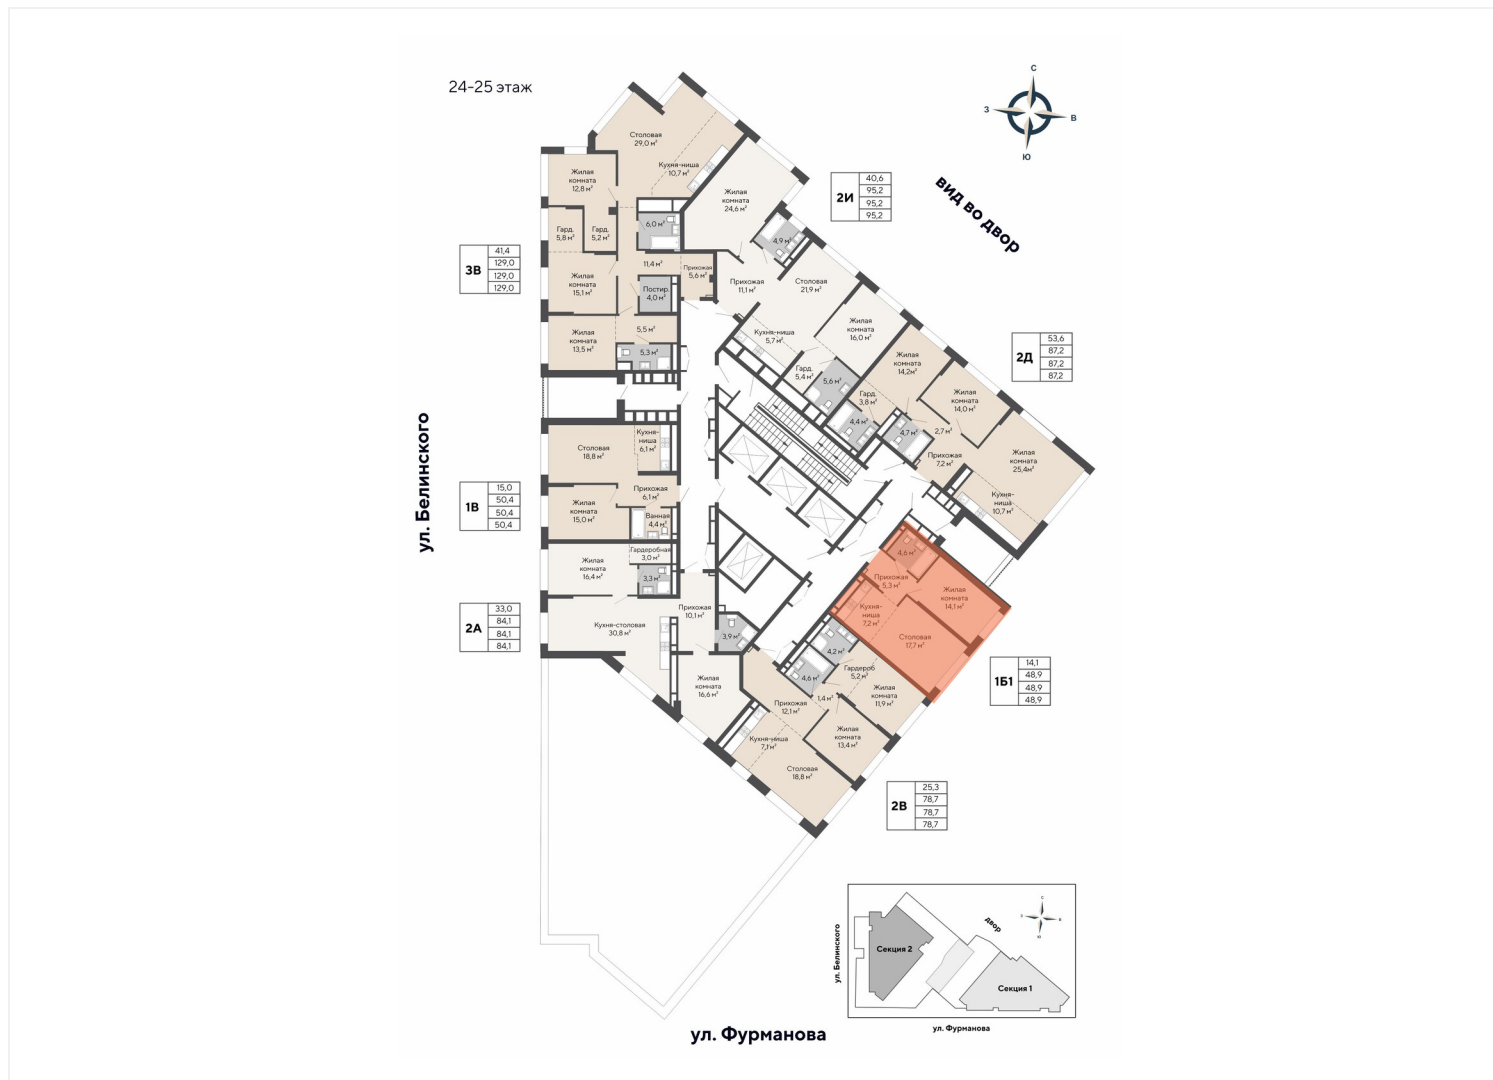 24-25 этаж
С
З
В
Ю
вид во двор
Столовая
29,0 м²
Кухня-ниша
10,7 м²
Жилая
комната
12,8 м²
Гард.
5,8 м²
Гард.
5,2 м²
6,0 м²
Жилая
комната
24,6 м²
4,9 м²
2И
40,6
95,2
95,2
95,2
3В
41,4
129,0
129,0
129,0
Жилая
комната
15,1 м²
11,4 м²
Прихожая
5,6 м²
Постир.
4,0 м²
Прихожая
11,1 м²
Столовая
21,9 м²
Жилая
комната
13,5 м²
5,5 м²
5,3 м²
Кухня-ниша
5,7 м²
Жилая
комната
16,0 м²
Гард.
5,4 м²
5,6 м²
Жилая
комната
14,2м²
2Д
53,6
87,2
87,2
87,2
Гард.
3,8 м²
4,4 м²
Жилая
комната
14,0 м²
4,7 м²
2,7 м²
Прихожая
7,2 м²
Жилая
комната
25,4м²
Кухня-
ниша
10,7 м²
ул. Белинского
Столовая
18,8 м²
Кухня-
ниша
6,1 м²
1В
15,0
50,4
50,4
50,4
Жилая
комната
15,0 м²
Прихожая
6,1 м²
Ванная
4,4 м²
Жилая
комната
16,4 м²
Гардеробная
3,0 м²
3,3 м²
2А
33,0
84,1
84,1
84,1
Кухня-столовая
30,8 м²
Прихожая
10,1 м²
3,9 м²
Жилая
комната
16,6 м²
4,6 м²
Прихожая
5,3 м²
Жилая
комната
14,1 м²
Кухня-
ниша
7,2 м²
Столовая
17,7 м²
1Б1
14,1
48,9
48,9
48,9
4,2 м²
Гардероб
5,2 м²
4,6 м²
1,4 м²
Жилая
комната
11,9 м²
Прихожая
12,1 м²
Жилая
комната
13,4 м²
Кухня-ниша
7,1 м²
Столовая
18,8 м²
2В
25,3
78,7
78,7
78,7
ул. Фурманова
ул. Белинского
Секция 2
двор
С
В
Ю
Секция 1
ул. Фурманова